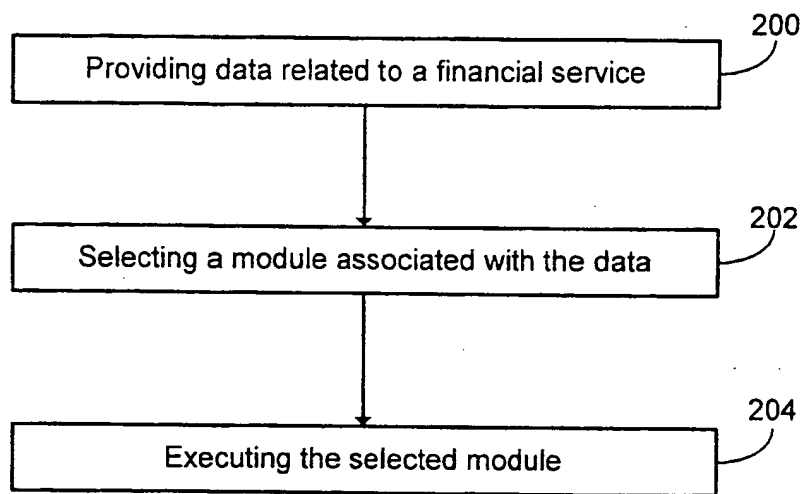 200
Providing data related to a financial service
202
Selecting a module associated with the data
204
Executing the selected module